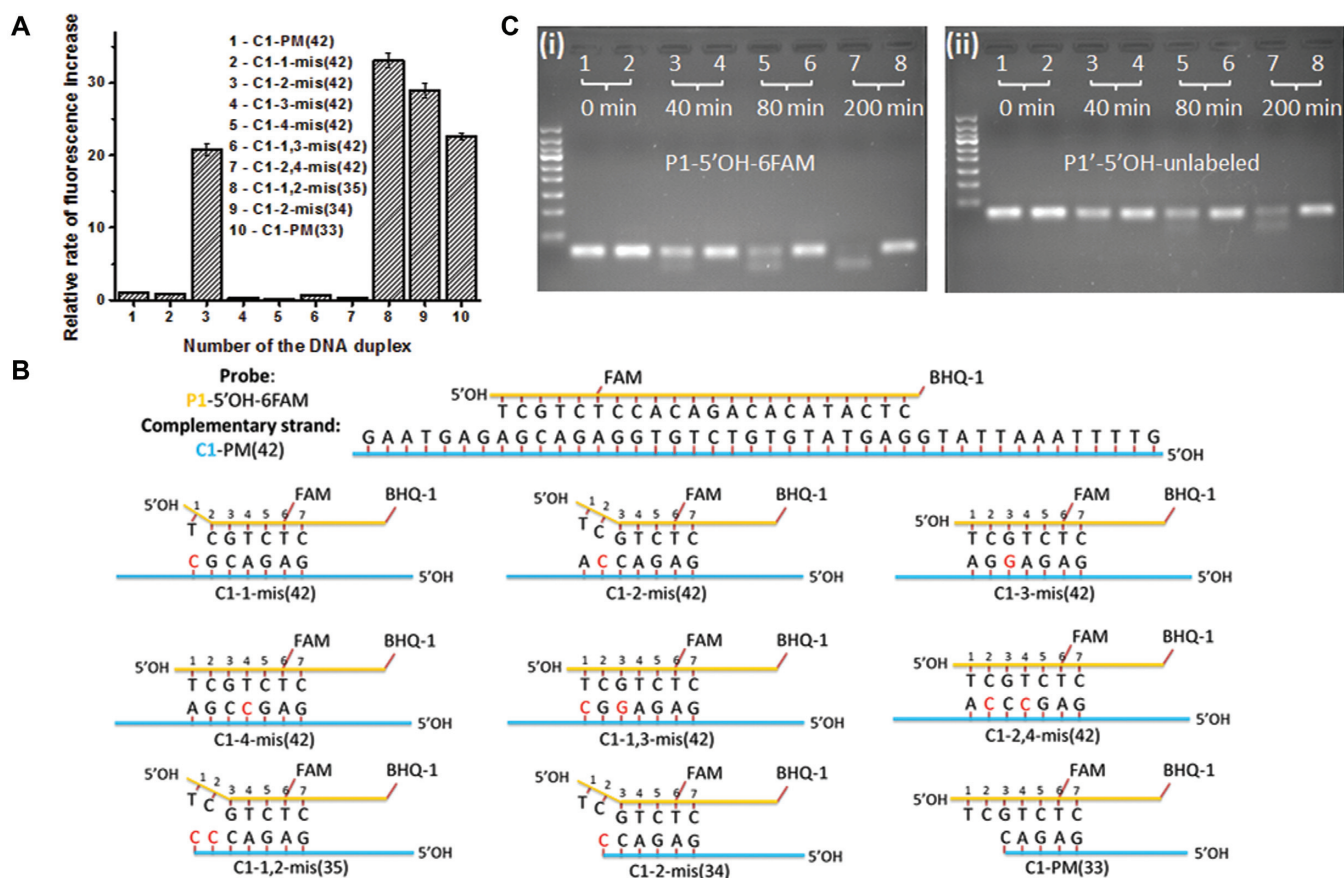 A
Relative rate of fluorescence increase
30
20
10
0
1 - C1-PM(42)
2 - C1-1-mis(42)
3 - C1-2-mis(42)
4 - C1-3-mis(42)
5 - C1-4-mis(42)
6 - C1-1,3-mis(42)
7 - C1-2,4-mis(42)
8 - C1-1,2-mis(35)
9 - C1-2-mis(34)
10 - C1-PM(33)
1 2 3 4 5 6 7 8 9 10
Number of the DNA duplex
C
(i)
1 2 3 4 5 6 7 8
0 min 40 min 80 min 200 min
P1-5'OH-6FAM
(ii)
1 2 3 4 5 6 7 8
0 min 40 min 80 min 200 min
P1'-5'OH-unlabeled
B
Probe:
P1-5'OH-6FAM
Complementary strand:
C1-PM(42)
5'OH FAM BHQ-1
T C G T C T C C A C A G A C A C A T A C T C
G A A T G A G A G C A G A G G T G T C T G T G T A T G A G G T A T T A A A T T T T G
5'OH
5'OH 1 2 3 4 5 6 7 FAM BHQ-1
T C G T C T C
C G C A G A G
5'OH
C1-1-mis(42)
5'OH 1 2 3 4 5 6 7 FAM BHQ-1
T C G T C T C
A C C A G A G
5'OH
C1-2-mis(42)
5'OH 1 2 3 4 5 6 7 FAM BHQ-1
T C G T C T C
A G G A G A G
5'OH
C1-3-mis(42)
5'OH 1 2 3 4 5 6 7 FAM BHQ-1
T C G T C T C
A G C C G A G
5'OH
C1-4-mis(42)
5'OH 1 2 3 4 5 6 7 FAM BHQ-1
T C G T C T C
C G G A G A G
5'OH
C1-1,3-mis(42)
5'OH 1 2 3 4 5 6 7 FAM BHQ-1
T C G T C T C
A C C C G A G
5'OH
C1-2,4-mis(42)
5'OH 1 2 3 4 5 6 7 FAM BHQ-1
T C G T C T C
C C C A G A G
5'OH
C1-1,2-mis(35)
5'OH 1 2 3 4 5 6 7 FAM BHQ-1
T C G T C T C
C C A G A G
5'OH
C1-2-mis(34)
5'OH 1 2 3 4 5 6 7 FAM BHQ-1
T C G T C T C
C A G A G
5'OH
C1-PM(33)